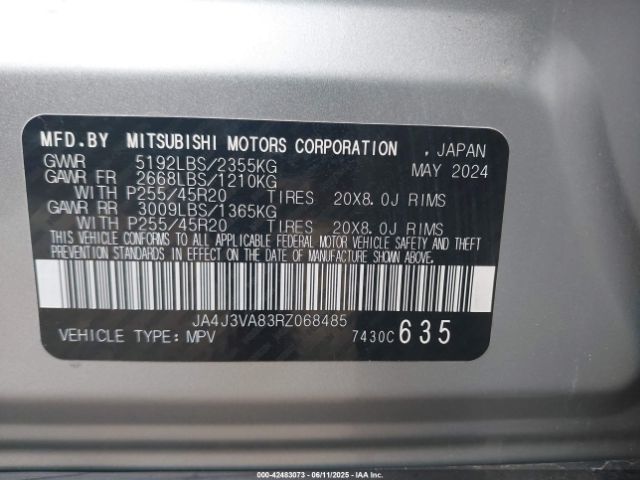 MFD.BY MITSUBISHI MOTORS CORPORATION . JAPAN
GVWR 5192LBS/2355KG MAY 2024
GAWR FR 2668LBS/1210KG
WITH P255/45R20 TIRES 20X8.0J RIMS
GAWR RR 3009LBS/1365KG
WITH P255/45R20 TIRES 20X8.0J RIMS
THIS VEHICLE CONFORMS TO ALL APPLICABLE FEDERAL MOTOR VEHICLE SAFETY AND THEFT
PREVENTION STANDARDS IN EFFECT ON THE DATE OF MANUFACTURE SHOWN ABOVE.
JA4J3VA83RZ068485
VEHICLE TYPE: MPV 7430C 635
000-42483073 - 06/11/2025 - IAAI.com